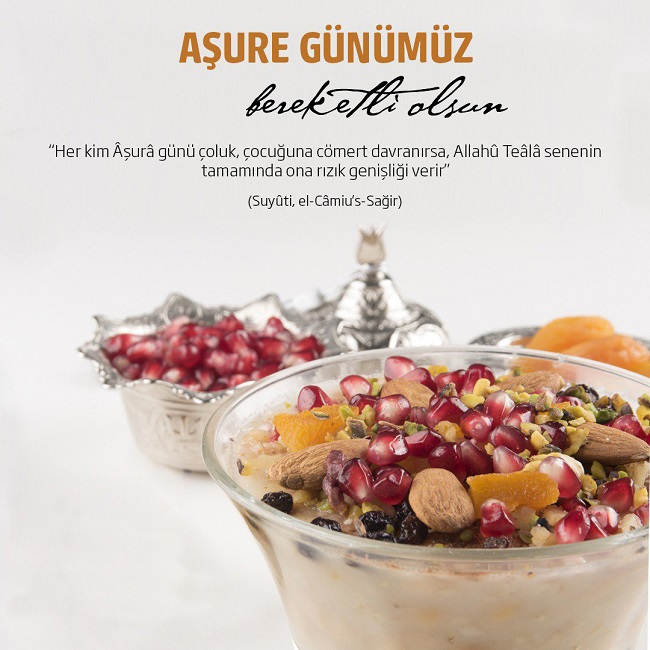 AŞURE GÜNÜMÜZ
bereketli olsun
“Her kim Âşurâ günü çoluk, çocuğuna cömert davranırsa, Allahû Teâlâ senenin
tamamında ona rızık genişliği verir”
(Suyûti, el-Câmiu’s-Sağir)